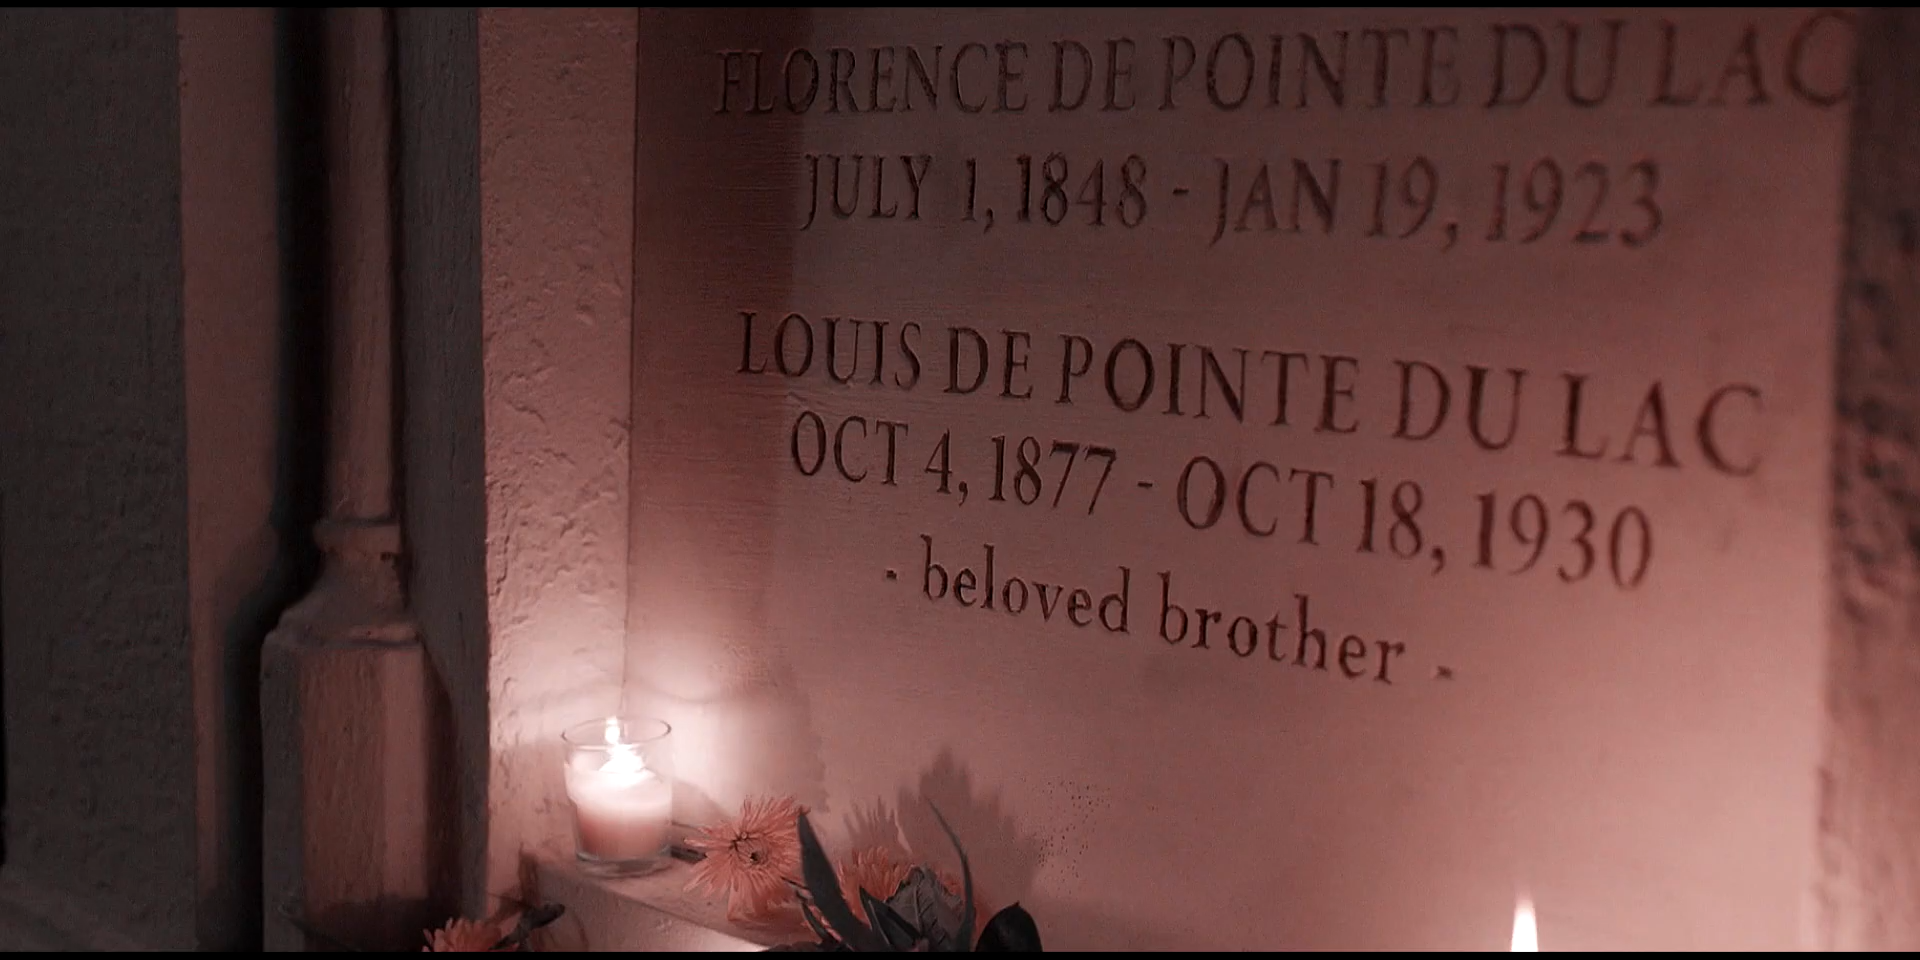 FLORENCE DE POINTE DU LAC
JULY 1, 1848 - JAN 19, 1923
LOUIS DE POINTE DU LAC
OCT 4, 1877 - OCT 18, 1930
- beloved brother -